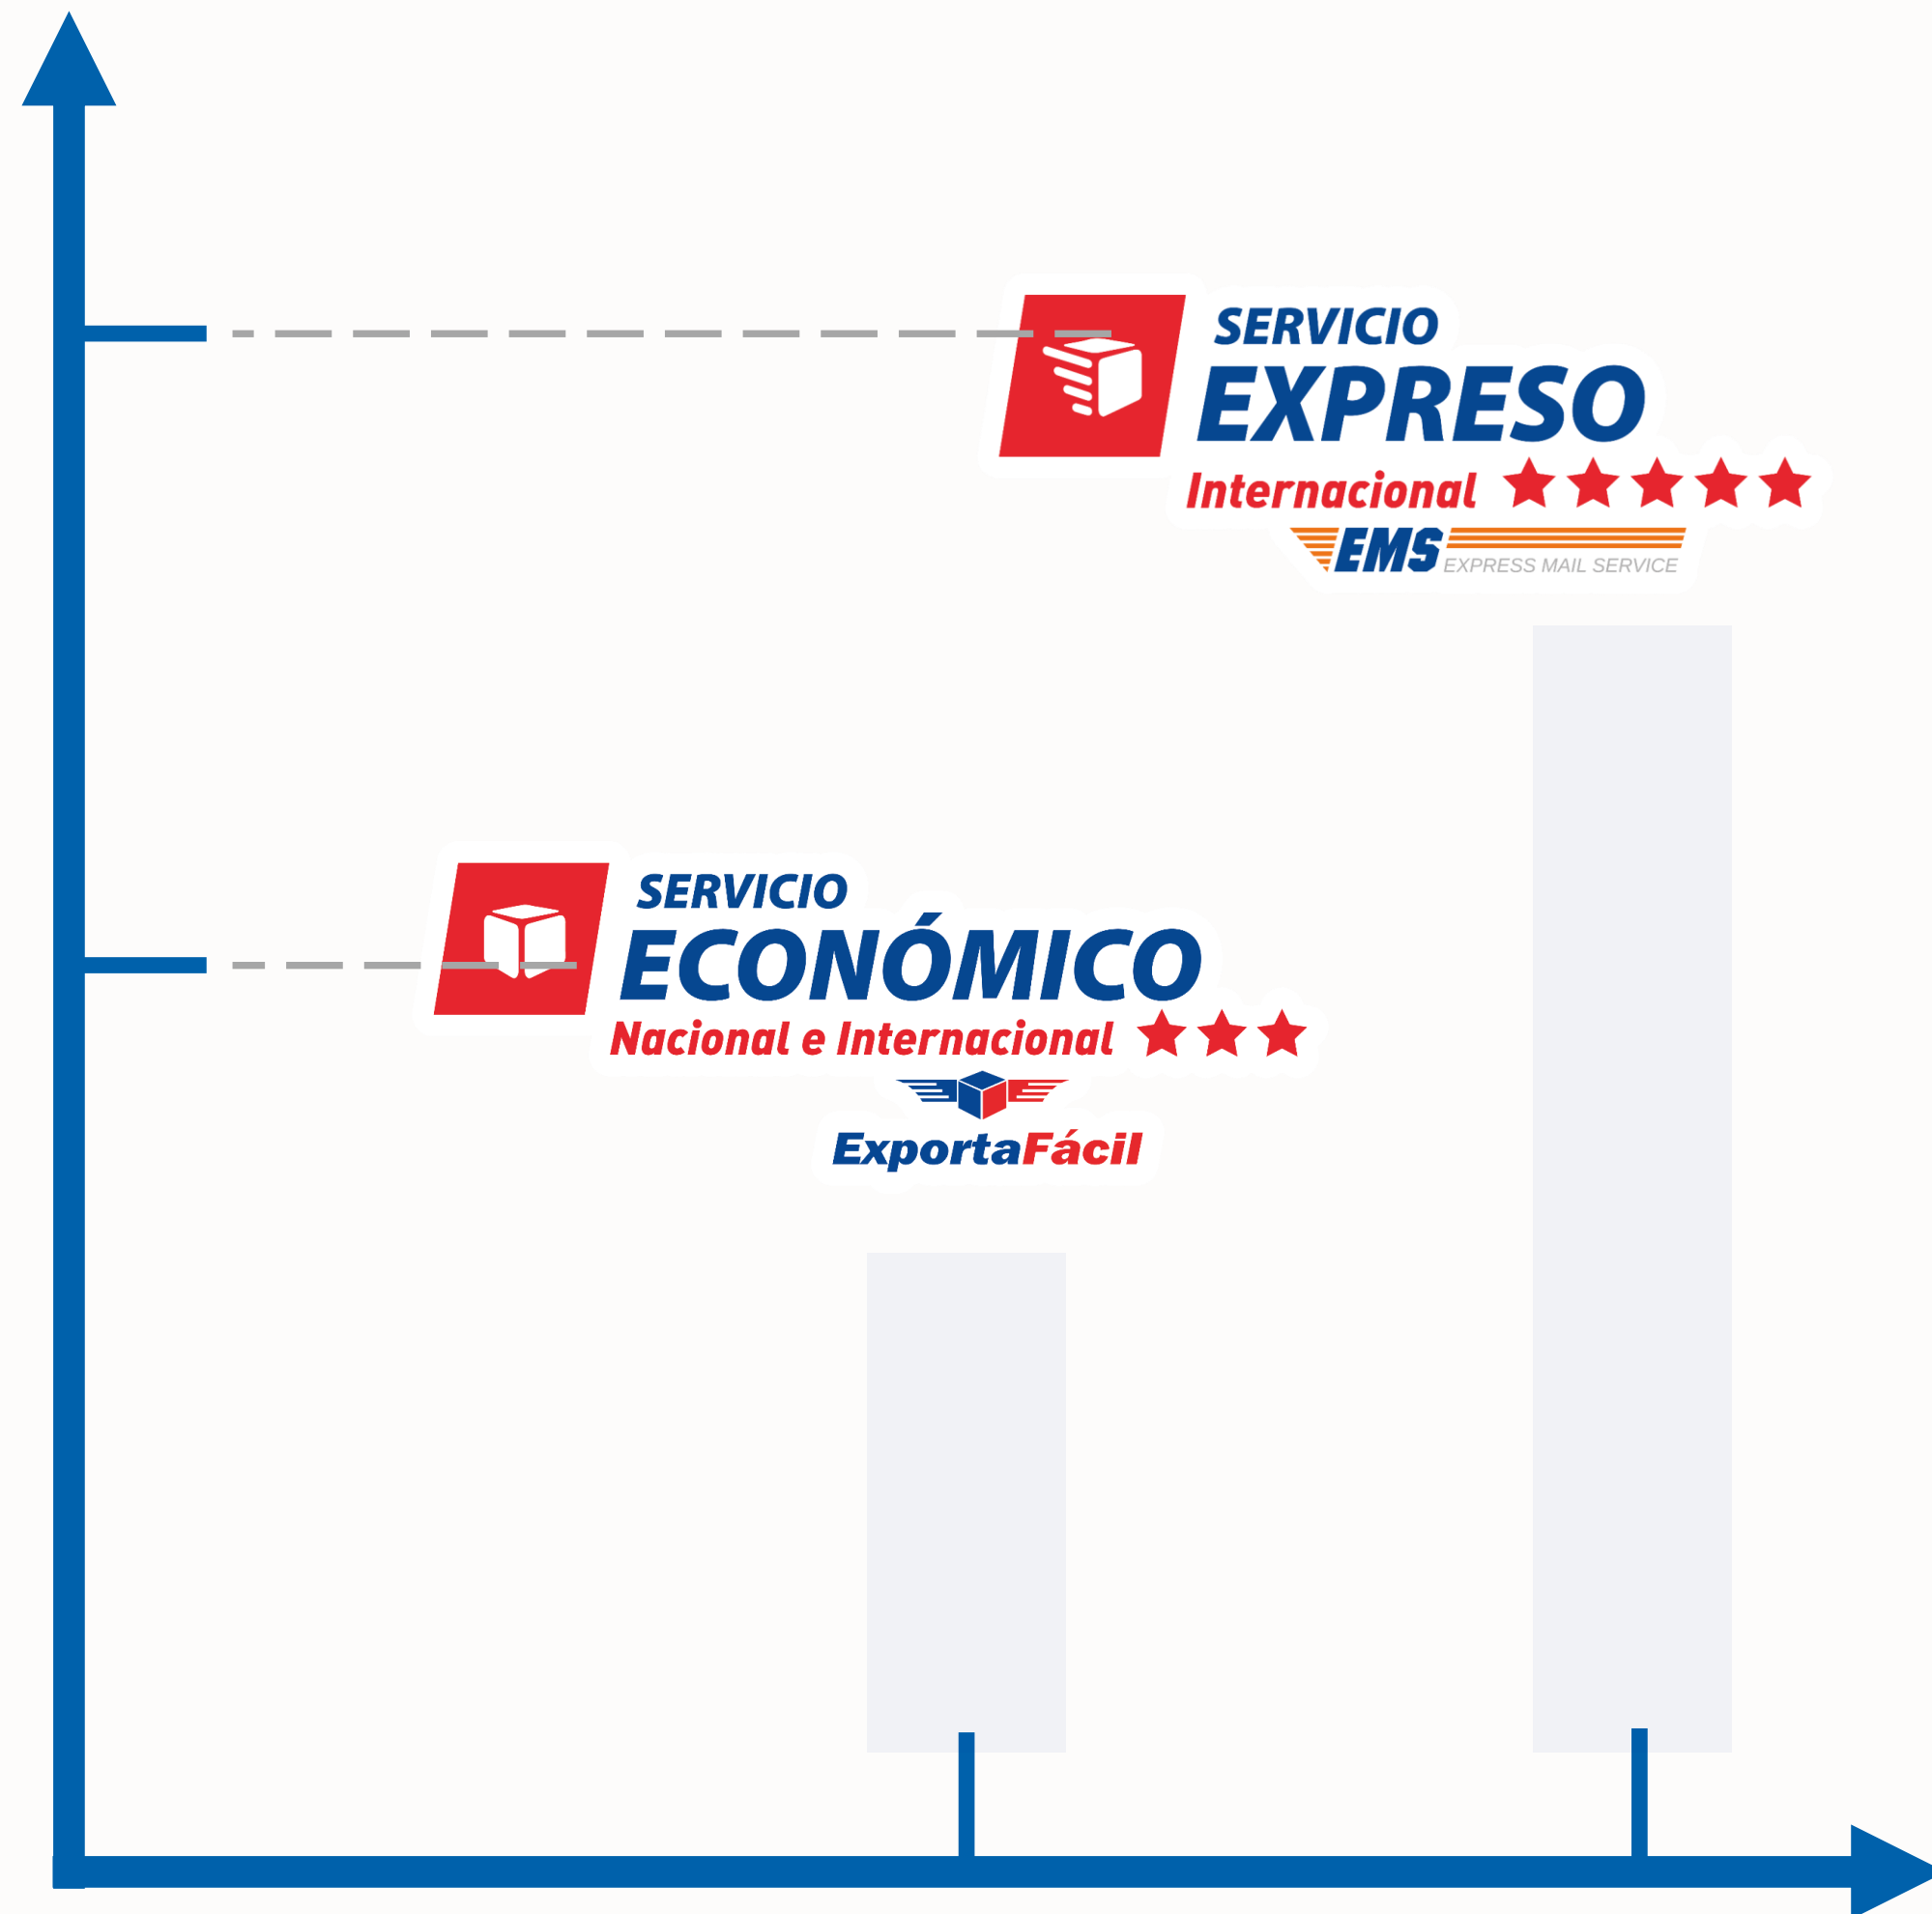 SERVICIO
EXPRESO
Internacional
EMS EXPRESS MAIL SERVICE
SERVICIO
ECONÓMICO
Nacional e Internacional
ExportaFácil